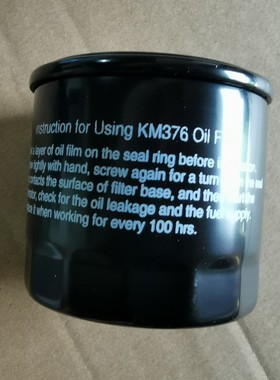 nstruction for Using KM376 Oil F
a layer of oil film on the seal ring before in
tightly with hand, screw again for a turn
contacts the surface of filter base, and then
check for the oil leakage and the fuel supply.
it when working for every 100 hrs.